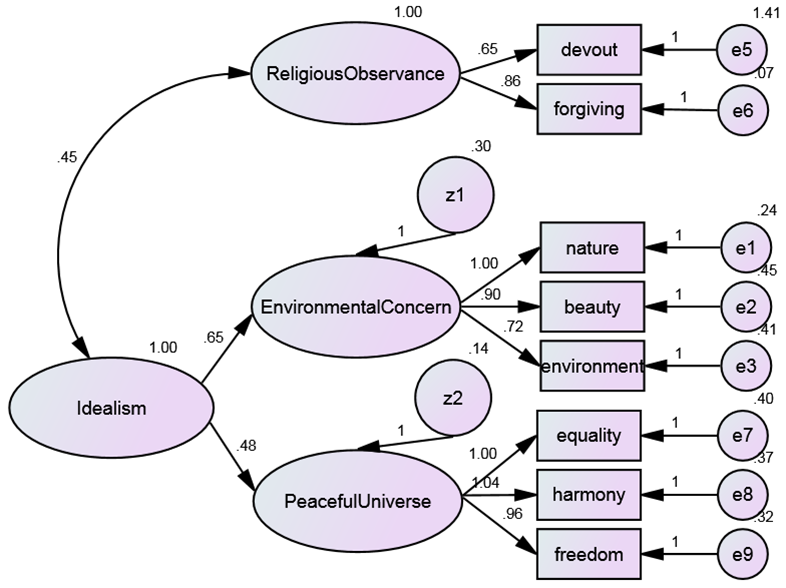 1.00
1.41
ReligiousObservance
.65
devout
1
e5
.07
.86
forgiving
1
e6
.45
.30
z1
1
.24
1.00
nature
1
e1
.45
EnvironmentalConcern
.90
beauty
1
e2
.41
.72
environment
1
e3
1.00
.65
Idealism
.48
.14
z2
1
.40
1.00
equality
1
e7
.37
PeacefulUniverse
1.04
harmony
1
e8
.32
.96
freedom
1
e9